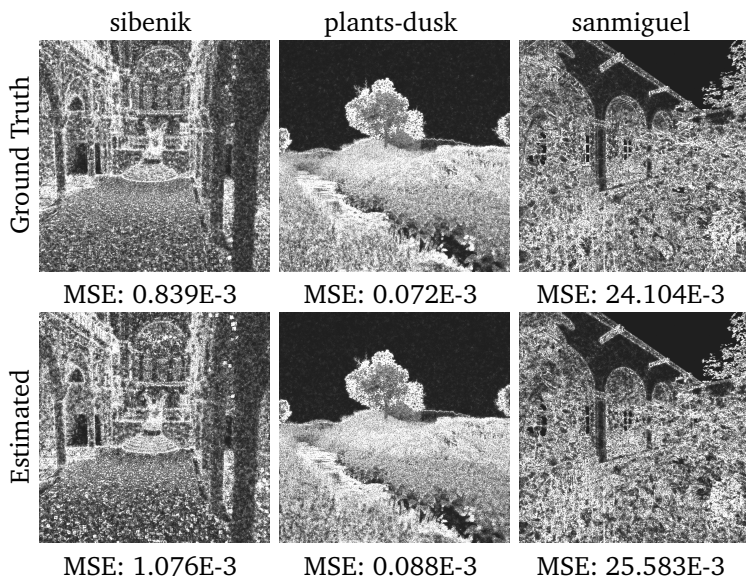 sibenik plants-dusk sanmiguel
Ground Truth
MSE: 0.839E-3 MSE: 0.072E-3 MSE: 24.104E-3
Estimated
MSE: 1.076E-3 MSE: 0.088E-3 MSE: 25.583E-3